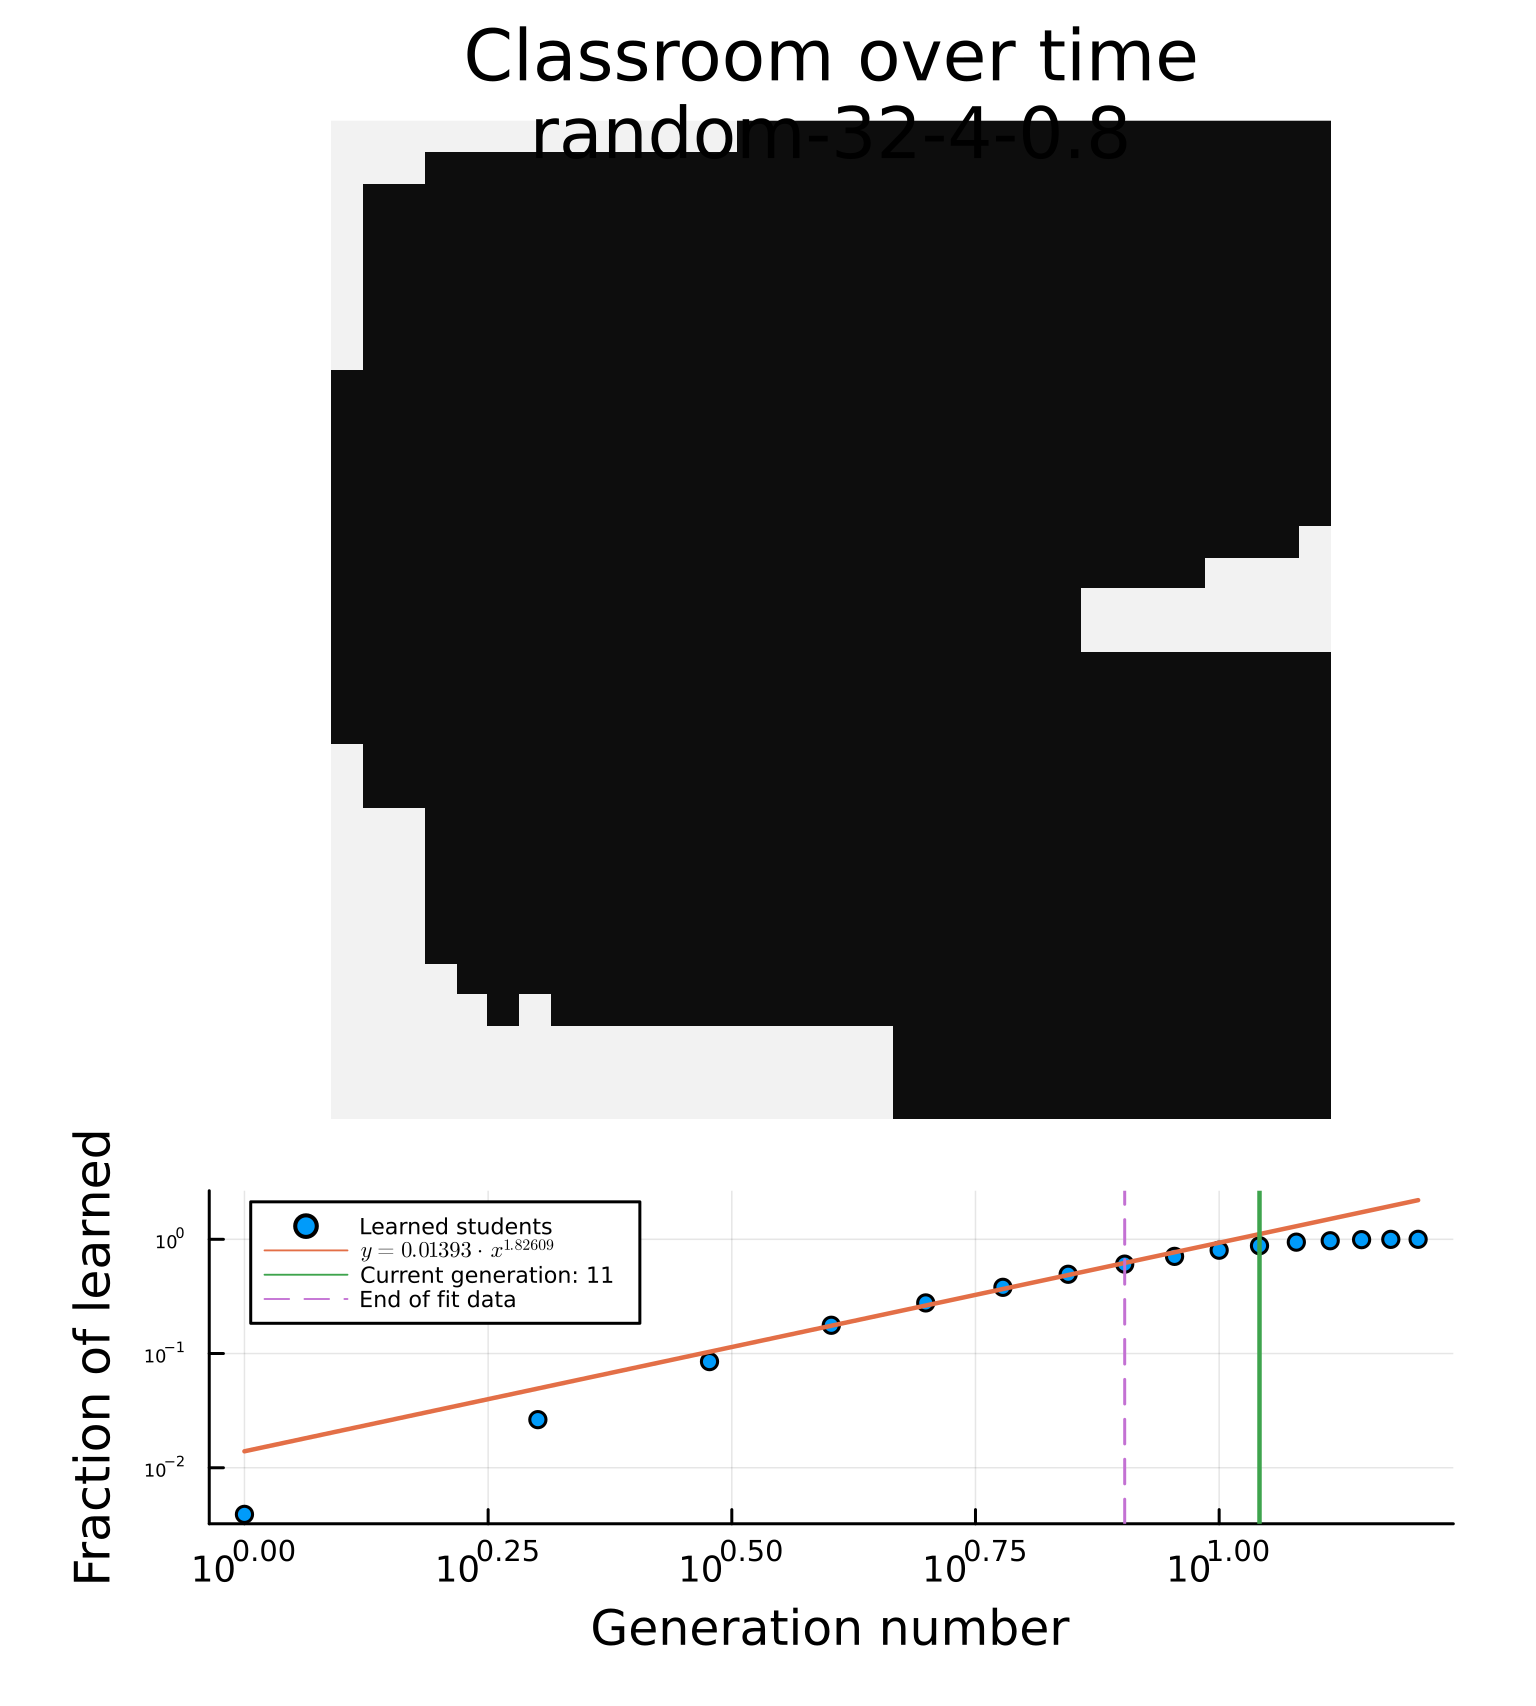 Classroom over time
random-32-4-0.8
Fraction of learned
10⁰
10⁻¹
10⁻²
Learned students
y = 0.01393 · x^1.82609
Current generation: 11
End of fit data
10^0.00 10^0.25 10^0.50 10^0.75 10^1.00
Generation number